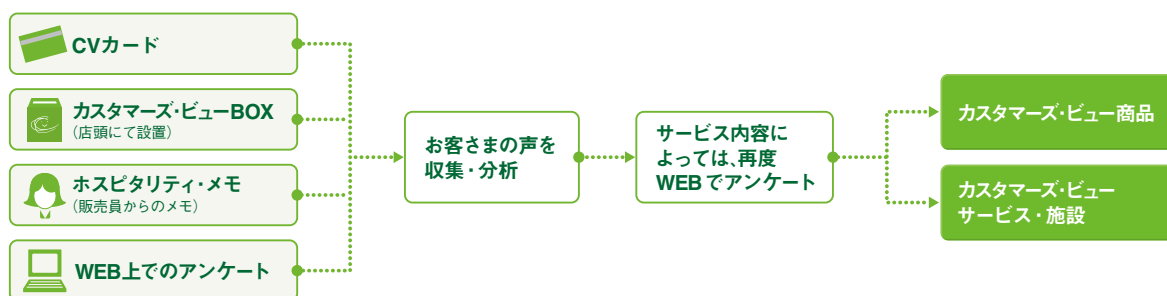 CVカード
カスタマーズ・ビューBOX
(店頭にて設置)
ホスピタリティ・メモ
(販売員からのメモ)
WEB上でのアンケート
お客さまの声を
収集・分析
サービス内容に
よっては、再度
WEBでアンケート
カスタマーズ・ビュー商品
カスタマーズ・ビュー
サービス・施設